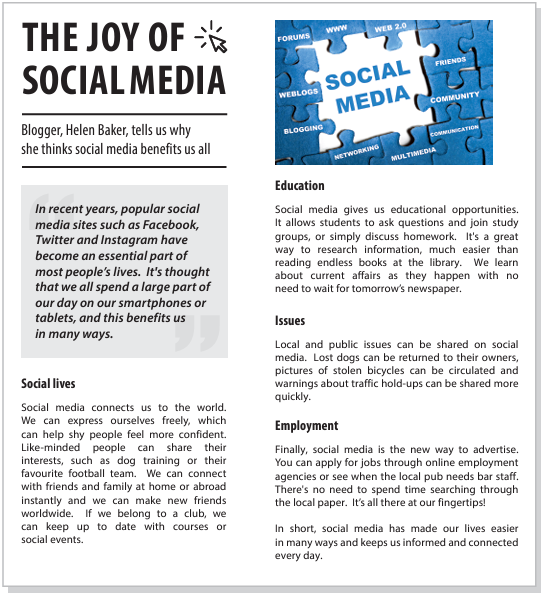 THE JOY OF
SOCIAL MEDIA
Blogger, Helen Baker, tells us why
she thinks social media benefits us all
In recent years, popular social
media sites such as Facebook,
Twitter and Instagram have
become an essential part of
most people's lives. It's thought
that we all spend a large part of
our day on our smartphones or
tablets, and this benefits us
in many ways.
Social lives
Social media connects us to the world.
We can express ourselves freely, which
can help shy people feel more confident.
Like-minded people can share their
interests, such as dog training or their
favourite football team. We can connect
with friends and family at home or abroad
instantly and we can make new friends
worldwide. If we belong to a club, we
can keep up to date with courses or
social events.
FORUMS
WWW
WEB 2.0
FRIENDS
WEBLOGS
SOCIAL
MEDIA
COMMUNITY
BLOGGING
COMMUNICATION
NETWORKING
MULTIMEDIA
Education
Social media gives us educational opportunities.
It allows students to ask questions and join study
groups, or simply discuss homework. It's a great
way to research information, much easier than
reading endless books at the library. We learn
about current affairs as they happen with no
need to wait for tomorrow's newspaper.
Issues
Local and public issues can be shared on social
media. Lost dogs can be returned to their owners,
pictures of stolen bicycles can be circulated and
warnings about traffic hold-ups can be shared more
quickly.
Employment
Finally, social media is the new way to advertise.
You can apply for jobs through online employment
agencies or see when the local pub needs bar staff.
There's no need to spend time searching through
the local paper. It's all there at our fingertips!
In short, social media has made our lives easier
in many ways and keeps us informed and connected
every day.